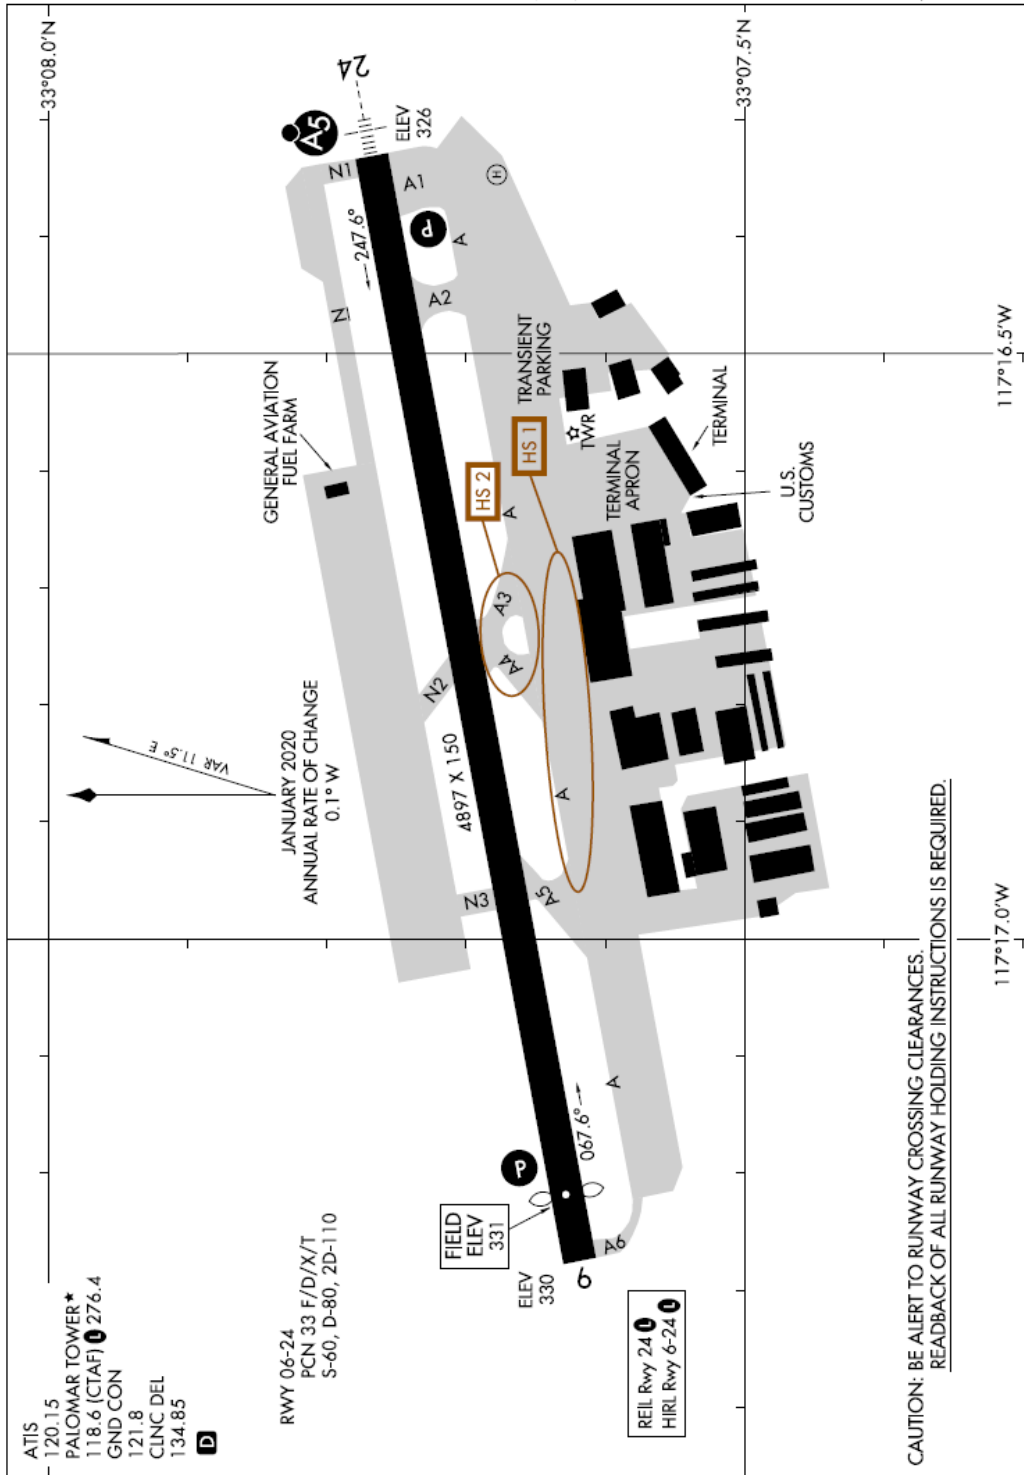 ATIS
120.15
PALOMAR TOWER★
118.6 (CTAF) L 276.4
GND CON
121.8
CLNC DEL
134.85
D
RWY 06-24
PCN 33 F/D/X/T
S-60, D-80, 2D-110
REIL Rwy 24 L
HIRL Rwy 6-24 L
FIELD
ELEV
331
ELEV
330
6
A6
067.6°
P
A
JANUARY 2020
ANNUAL RATE OF CHANGE
0.1° W
VAR 11.5° E
4897 X 150
N3
A5
A
N2
A4
A3
HS 2
HS 1
A
GENERAL AVIATION
FUEL FARM
N
TRANSIENT
PARKING
TWR
TERMINAL
APRON
TERMINAL
U.S.
CUSTOMS
A2
A
P
247.6°
N1
A1
H
A5
ELEV
326
24
33°08.0'N
33°07.5'N
117°17.0'W
117°16.5'W
CAUTION: BE ALERT TO RUNWAY CROSSING CLEARANCES.
READBACK OF ALL RUNWAY HOLDING INSTRUCTIONS IS REQUIRED.